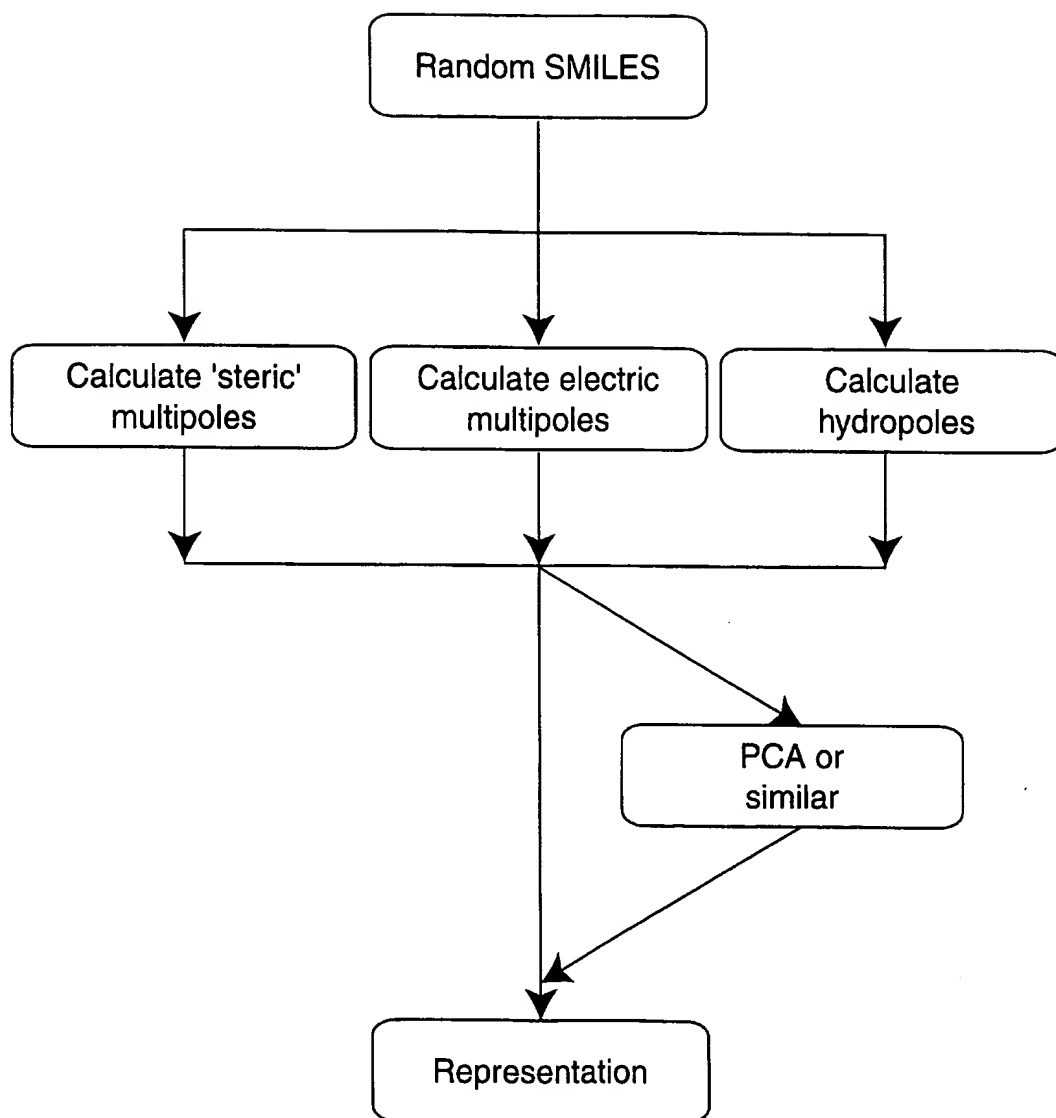 Random SMILES
Calculate 'steric'
multipoles
Calculate electric
multipoles
Calculate
hydropoles
PCA or
similar
Representation